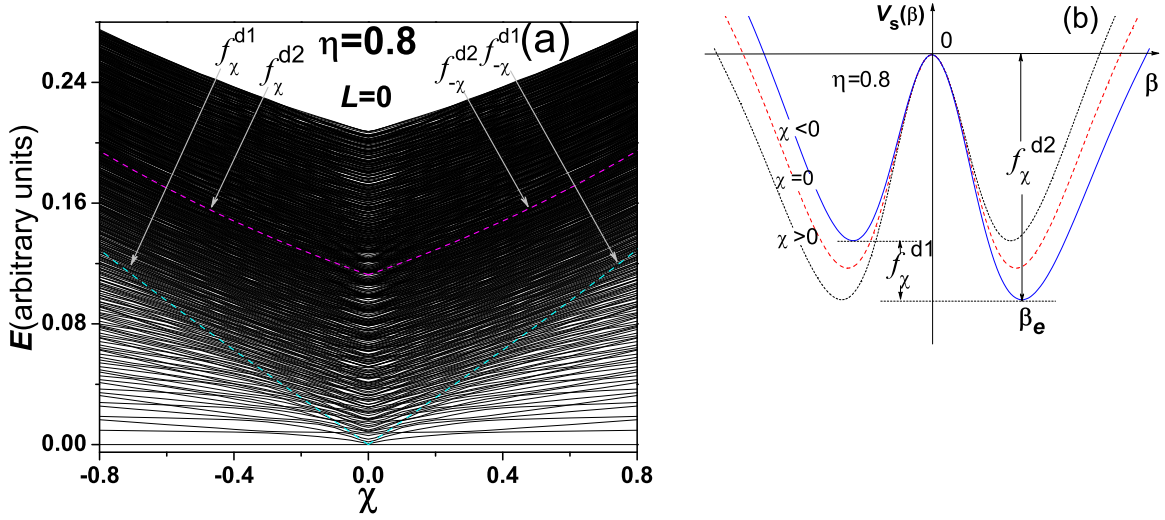 f_χ^d1
f_χ^d2
η=0.8
f_-χ^d2
f_-χ^d1
(a)
L=0
E(arbitrary units)
0.24
0.16
0.08
0.00
-0.8
-0.4
0.0
0.4
0.8
χ
V_s(β)
(b)
0
η=0.8
β
χ<0
χ=0
χ>0
f_χ^d2
f_χ^d1
β_e